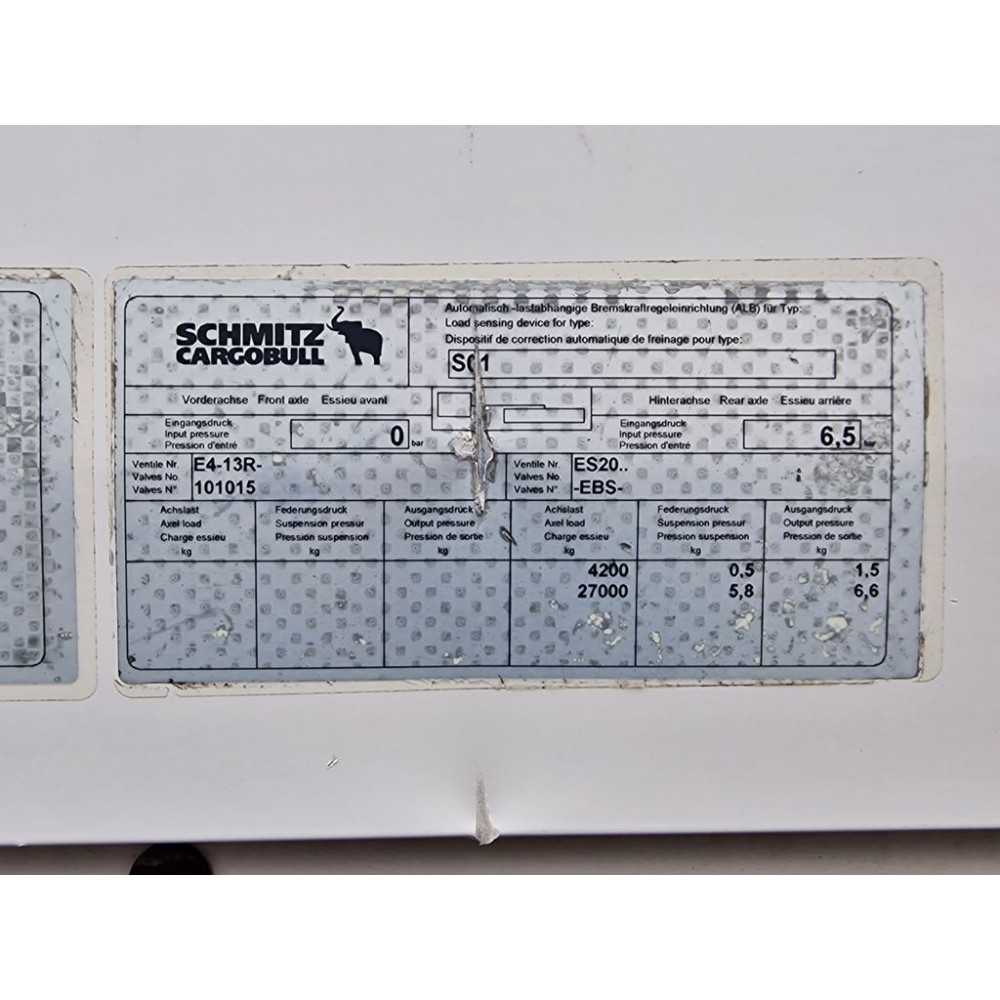 SCHMITZ
CARGOBULL
Automatisch -lastabhängige Bremskraftregeleinrichtung (ALB) für Typ:
Load sensing device for type:
Dispositif de correction automatique de freinage pour type:
S01
Vorderachse Front axle Essieu avant
Hinterachse Rear axle Essieu arrière
Eingangsdruck
Input pressure
Pression d'entré
0 bar
Eingangsdruck
Input pressure
Pression d'entré
6,5 bar
Ventile Nr.
Valves No.
Valves N°
E4-13R-
101015
Ventile Nr.
Valves No.
Valves N°
ES20..
-EBS-
Achslast
Axel load
Charge essieu
kg
Federungsdruck
Suspension pressur
Pression suspension
kg
Ausgangsdruck
Output pressure
Pression de sortie
kg
Achslast
Axel load
Charge essieu
kg
Federungsdruck
Suspension pressur
Pression suspension
kg
Ausgangsdruck
Output pressure
Pression de sortie
kg
4200 0,5 1,5
27000 5,8 6,6